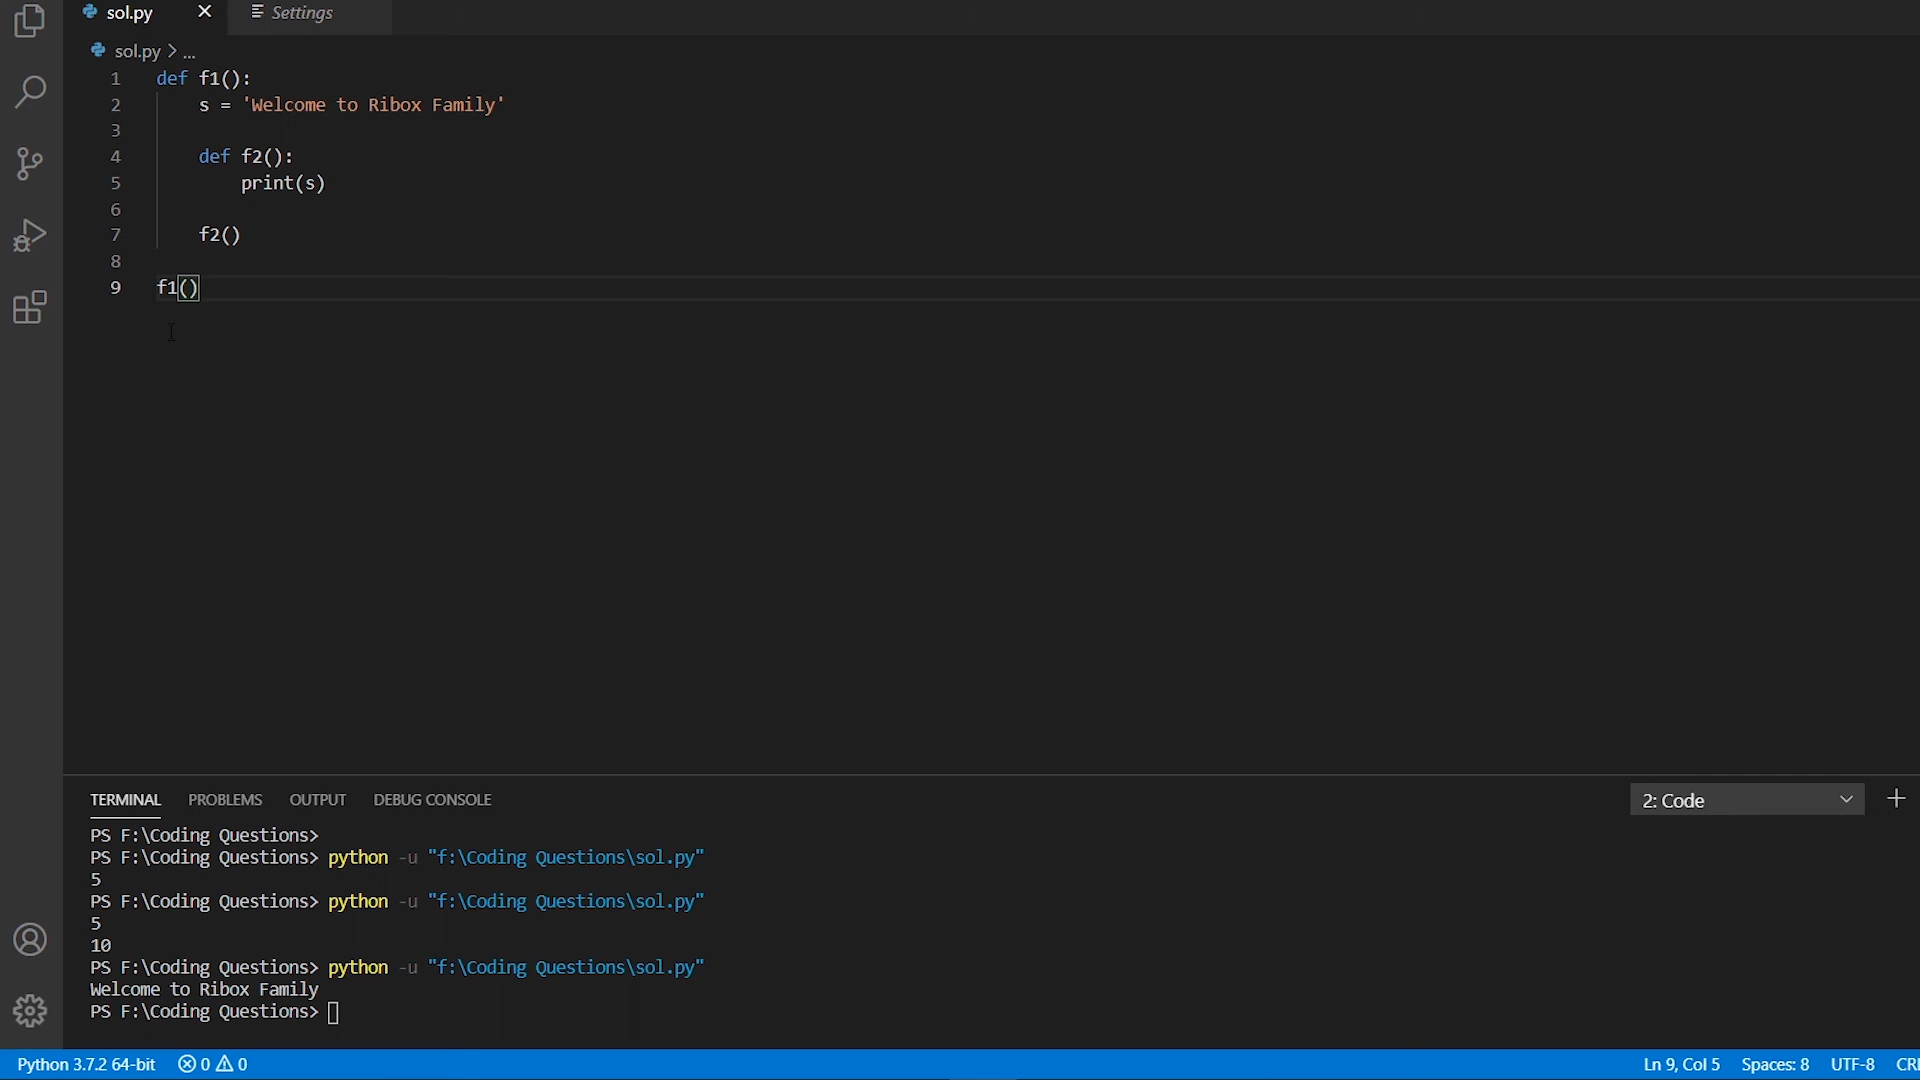 sol.py
Settings
sol.py > ...
1 def f1():
2 s = 'Welcome to Ribox Family'
3
4 def f2():
5 print(s)
6
7 f2()
8
9 f1()
TERMINAL PROBLEMS OUTPUT DEBUG CONSOLE
2: Code
PS F:\Coding Questions>
PS F:\Coding Questions> python -u "f:\Coding Questions\sol.py"
5
PS F:\Coding Questions> python -u "f:\Coding Questions\sol.py"
5
10
PS F:\Coding Questions> python -u "f:\Coding Questions\sol.py"
Welcome to Ribox Family
PS F:\Coding Questions>
Python 3.7.2 64-bit 0 0 Ln 9, Col 5 Spaces: 8 UTF-8